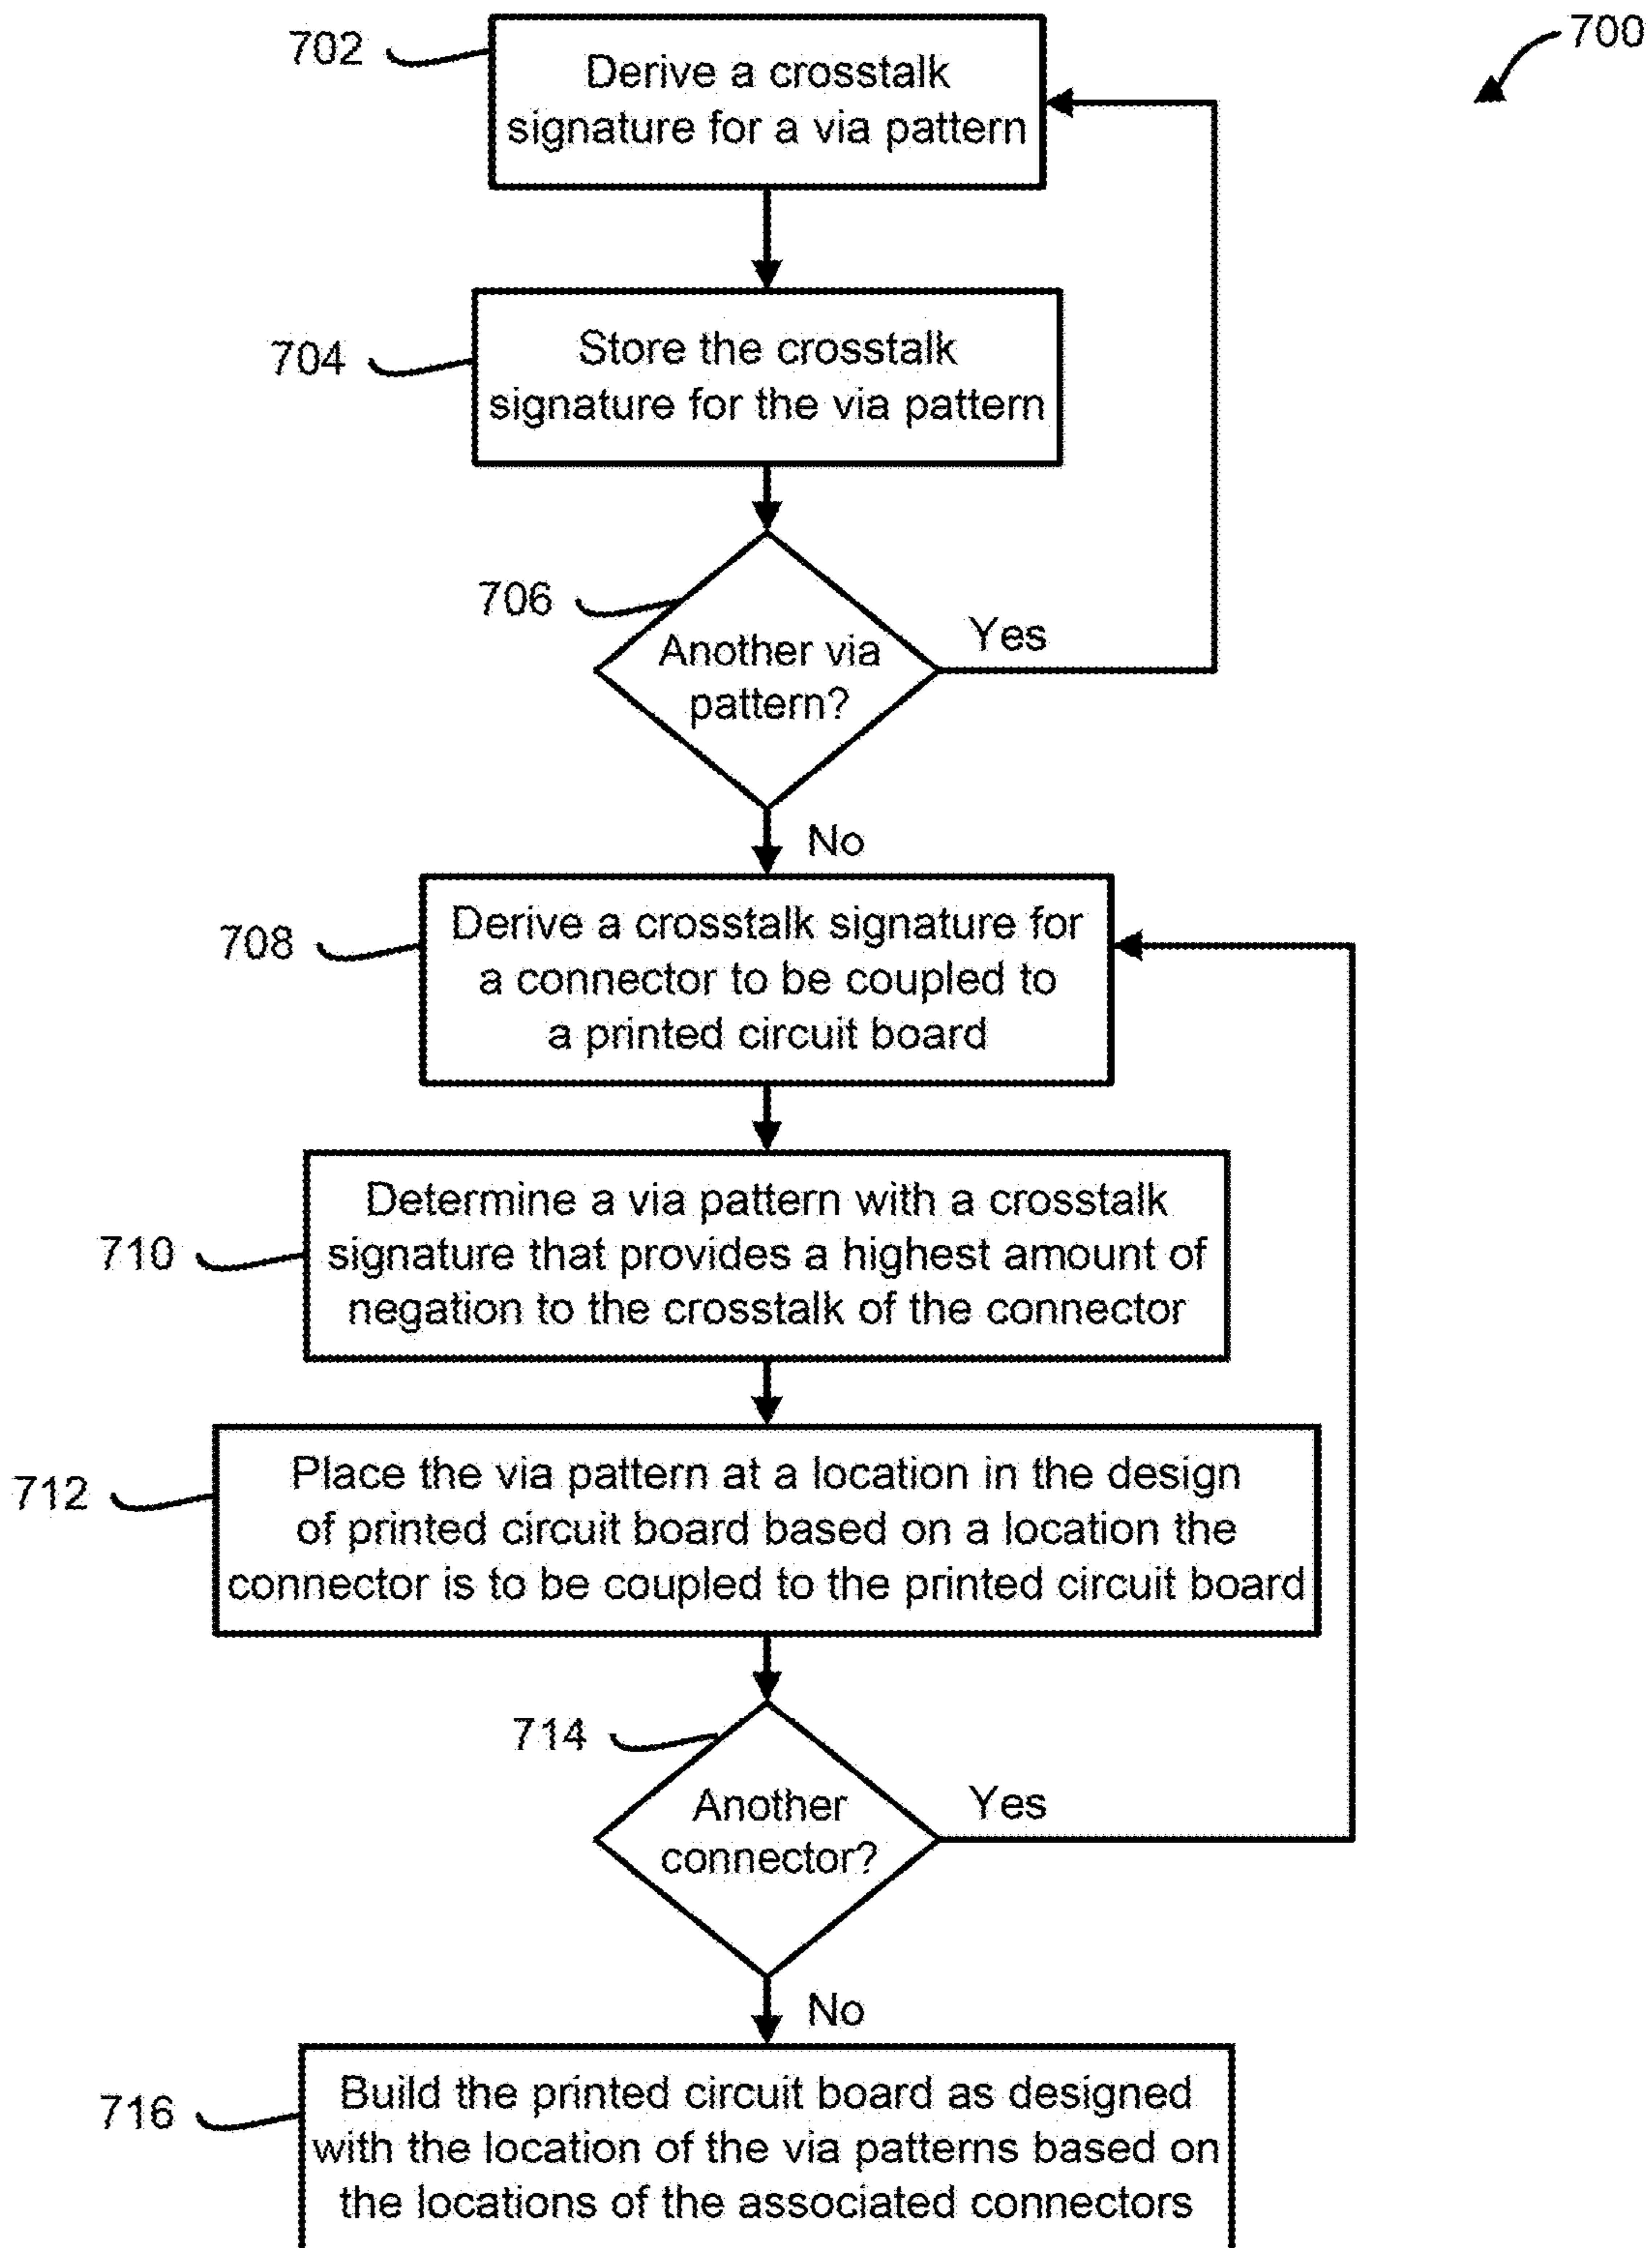 700
702
Derive a crosstalk
signature for a via pattern
704
Store the crosstalk
signature for the via pattern
706
Another via
pattern?
Yes
No
708
Derive a crosstalk signature for
a connector to be coupled to
a printed circuit board
710
Determine a via pattern with a crosstalk
signature that provides a highest amount of
negation to the crosstalk of the connector
712
Place the via pattern at a location in the design
of printed circuit board based on a location the
connector is to be coupled to the printed circuit board
714
Another
connector?
Yes
No
716
Build the printed circuit board as designed
with the location of the via patterns based on
the locations of the associated connectors